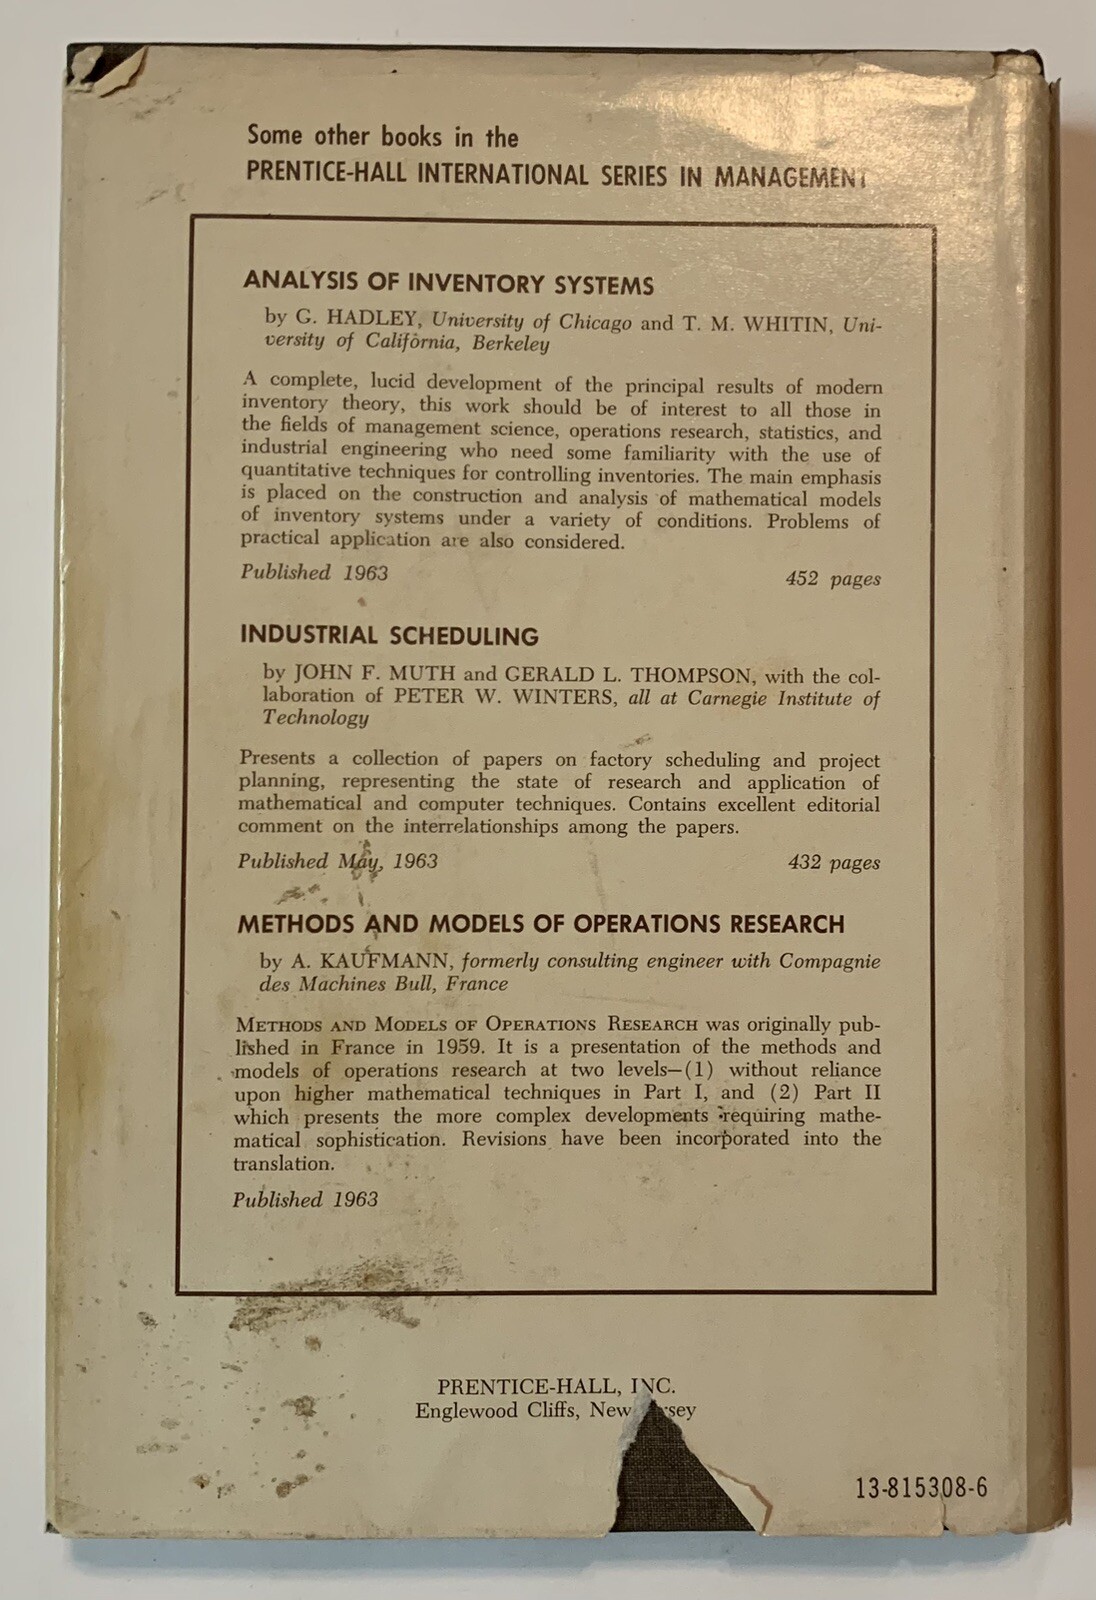 Some other books in the
PRENTICE-HALL INTERNATIONAL SERIES IN MANAGEMENT
ANALYSIS OF INVENTORY SYSTEMS
by G. HADLEY, University of Chicago and T. M. WHITIN, Uni-
versity of California, Berkeley
A complete, lucid development of the principal results of modern
inventory theory, this work should be of interest to all those in
the fields of management science, operations research, statistics, and
industrial engineering who need some familiarity with the use of
quantitative techniques for controlling inventories. The main emphasis
is placed on the construction and analysis of mathematical models
of inventory systems under a variety of conditions. Problems of
practical application are also considered.
Published 1963 452 pages
INDUSTRIAL SCHEDULING
by JOHN F. MUTH and GERALD L. THOMPSON, with the col-
laboration of PETER W. WINTERS, all at Carnegie Institute of
Technology
Presents a collection of papers on factory scheduling and project
planning, representing the state of research and application of
mathematical and computer techniques. Contains excellent editorial
comment on the interrelationships among the papers.
Published May, 1963 432 pages
METHODS AND MODELS OF OPERATIONS RESEARCH
by A. KAUFMANN, formerly consulting engineer with Compagnie
des Machines Bull, France
METHODS AND MODELS OF OPERATIONS RESEARCH was originally pub-
lished in France in 1959. It is a presentation of the methods and
models of operations research at two levels—(1) without reliance
upon higher mathematical techniques in Part I, and (2) Part II
which presents the more complex developments requiring mathe-
matical sophistication. Revisions have been incorporated into the
translation.
Published 1963
PRENTICE-HALL, INC.
Englewood Cliffs, New
13-815308-6